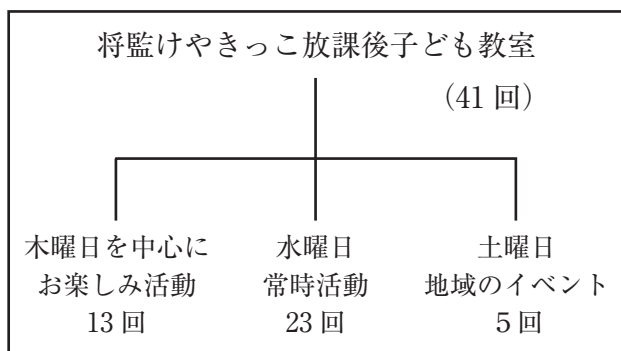 将監けやきっこ放課後子ども教室
（41 回）
木曜日を中心に
お楽しみ活動
13 回
水曜日
常時活動
23 回
土曜日
地域のイベント
5 回